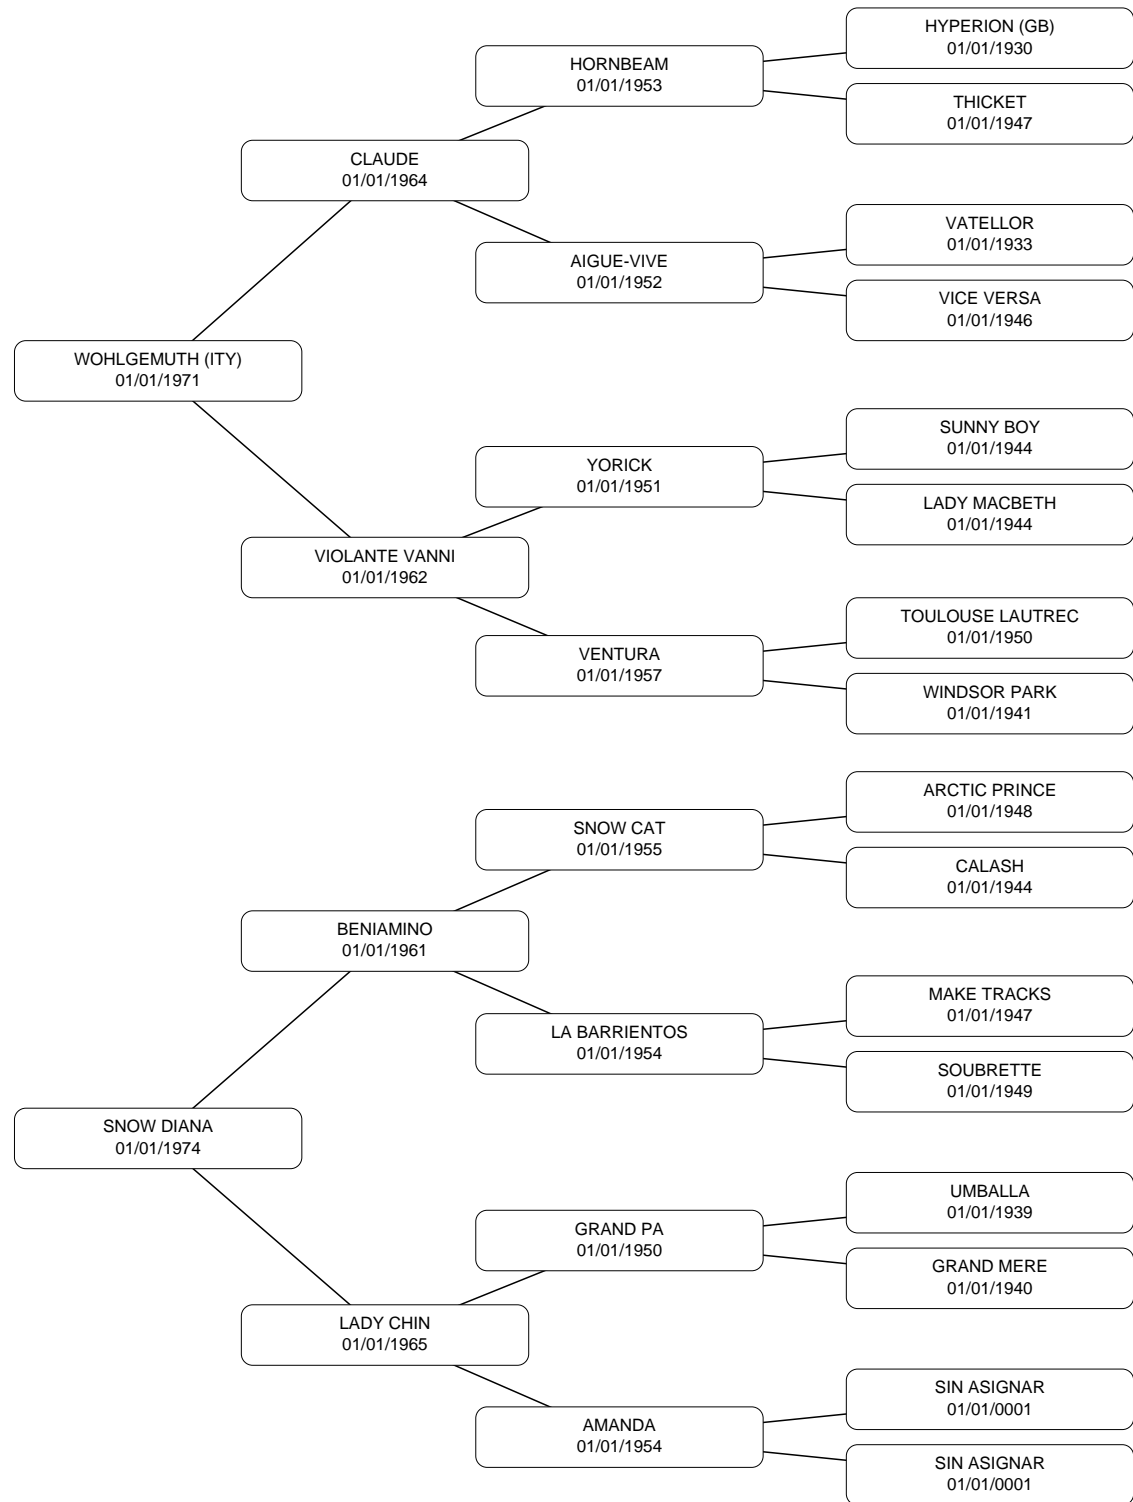 HYPERION (GB)
01/01/1930
HORNBEAM
01/01/1953
THICKET
01/01/1947
CLAUDE
01/01/1964
VATELLOR
01/01/1933
AIGUE-VIVE
01/01/1952
VICE VERSA
01/01/1946
WOHLGEMUTH (ITY)
01/01/1971
SUNNY BOY
01/01/1944
YORICK
01/01/1951
LADY MACBETH
01/01/1944
VIOLANTE VANNI
01/01/1962
TOULOUSE LAUTREC
01/01/1950
VENTURA
01/01/1957
WINDSOR PARK
01/01/1941
ARCTIC PRINCE
01/01/1948
SNOW CAT
01/01/1955
CALASH
01/01/1944
BENIAMINO
01/01/1961
MAKE TRACKS
01/01/1947
LA BARRIENTOS
01/01/1954
SOUBRETTE
01/01/1949
SNOW DIANA
01/01/1974
UMBALLA
01/01/1939
GRAND PA
01/01/1950
GRAND MERE
01/01/1940
LADY CHIN
01/01/1965
SIN ASIGNAR
01/01/0001
AMANDA
01/01/1954
SIN ASIGNAR
01/01/0001